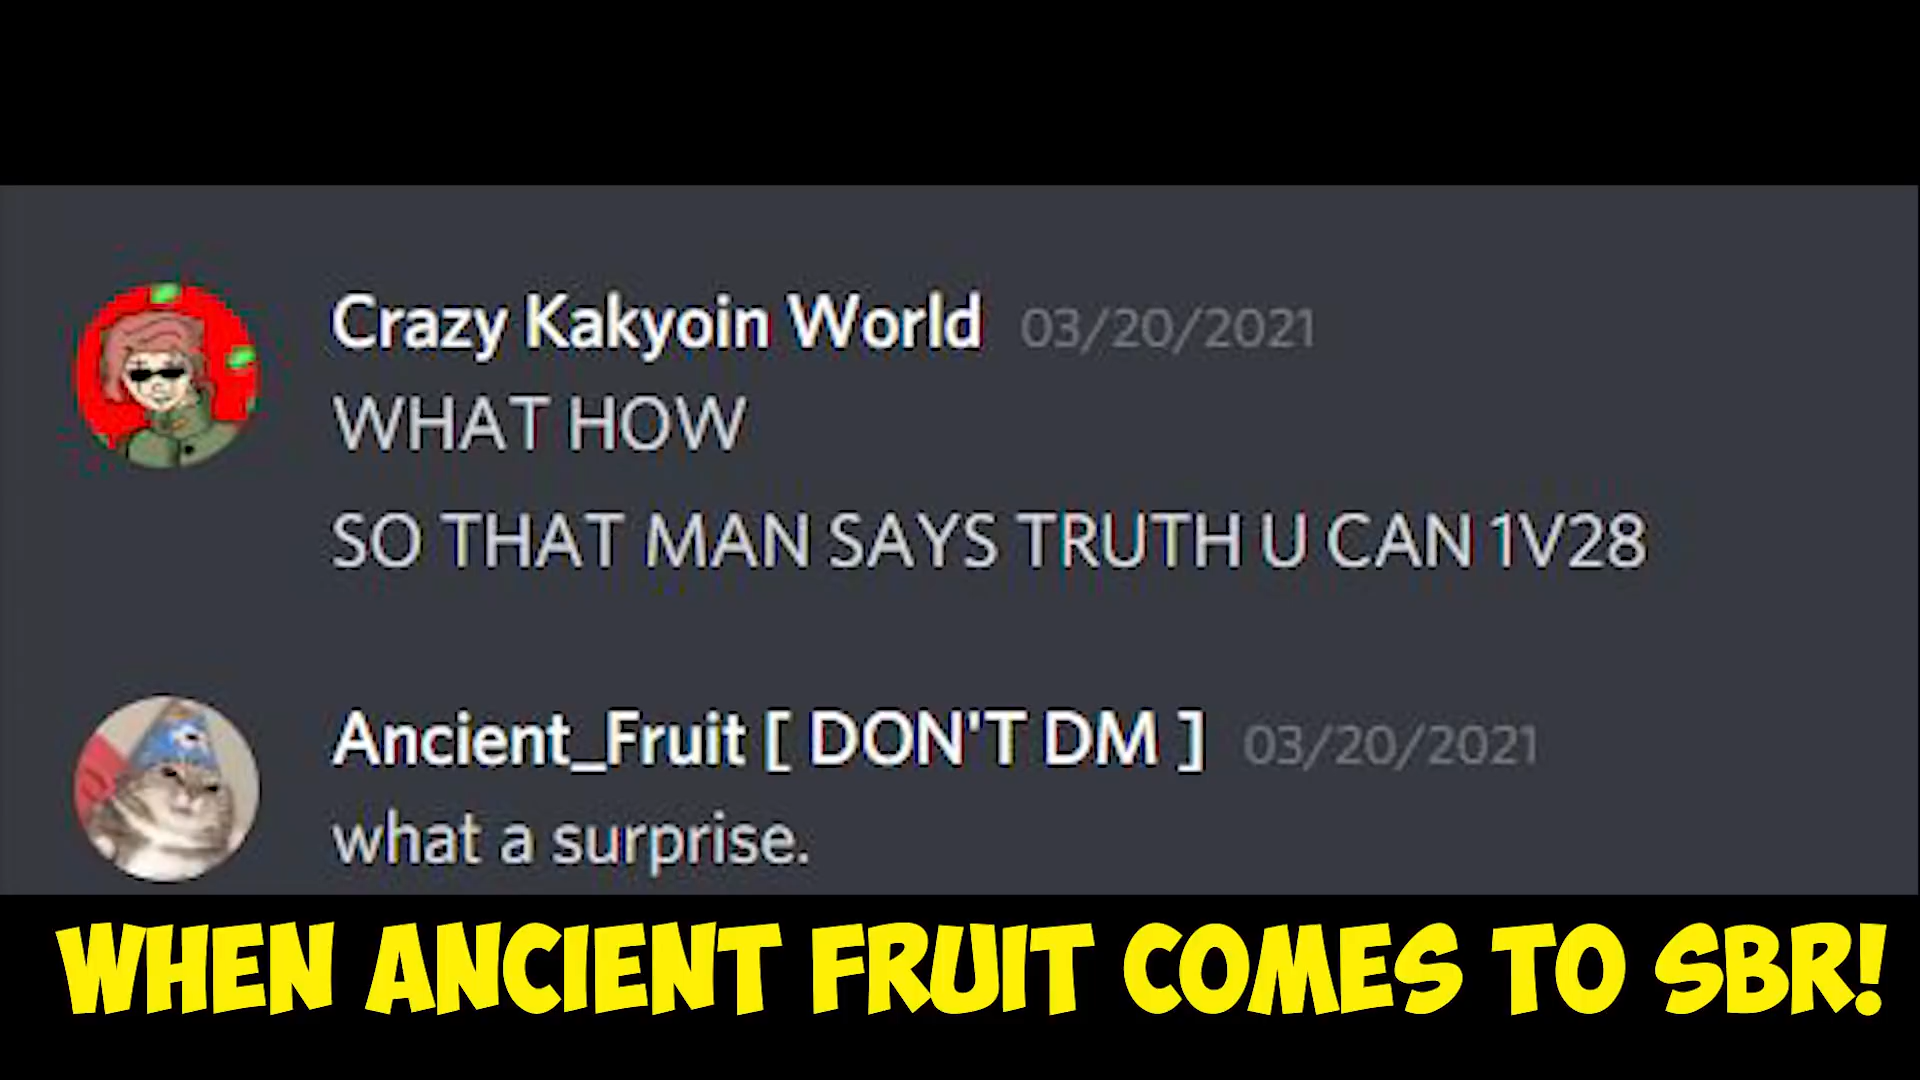 Crazy Kakyoin World 03/20/2021
WHAT HOW
SO THAT MAN SAYS TRUTH U CAN 1V28
Ancient_Fruit [ DON'T DM ] 03/20/2021
what a surprise.
WHEN ANCIENT FRUIT COMES TO SBR!